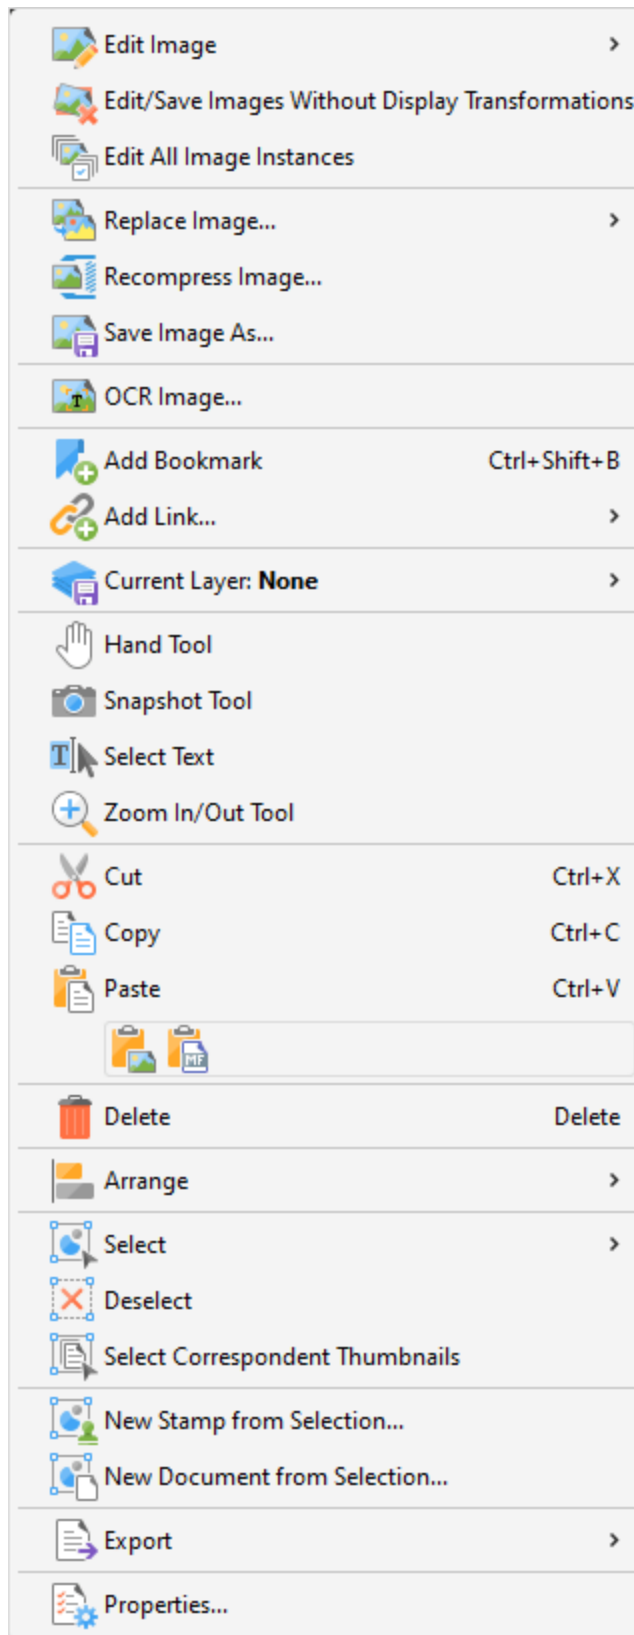 Edit Image
Edit/Save Images Without Display Transformations
Edit All Image Instances
Replace Image...
Recompress Image...
Save Image As...
OCR Image...
Add Bookmark Ctrl+Shift+B
Add Link...
Current Layer: None
Hand Tool
Snapshot Tool
Select Text
Zoom In/Out Tool
Cut Ctrl+X
Copy Ctrl+C
Paste Ctrl+V
MF
Delete Delete
Arrange
Select
Deselect
Select Correspondent Thumbnails
New Stamp from Selection...
New Document from Selection...
Export
Properties...